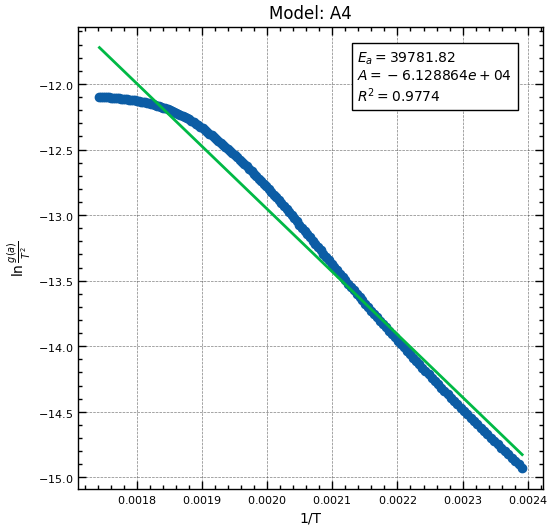 Model: A4
E_a = 39781.82
A = −6.128864e + 04
R² = 0.9774
−12.0
−12.5
−13.0
−13.5
−14.0
−14.5
−15.0
ln g(a)/T²
0.0018 0.0019 0.0020 0.0021 0.0022 0.0023 0.0024
1/T